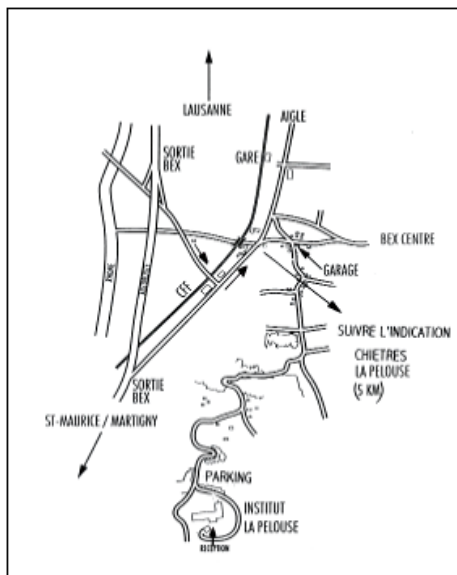 LAUSANNE
AIGLE
SORTIE
BEX
GARE
BEX CENTRE
GARAGE
CFF
SUIVRE L'INDICATION
CHIETRES
LA PELOUSE
(5 KM)
SORTIE
BEX
ST-MAURICE / MARTIGNY
PARKING
INSTITUT
LA PELOUSE
RECEPTION